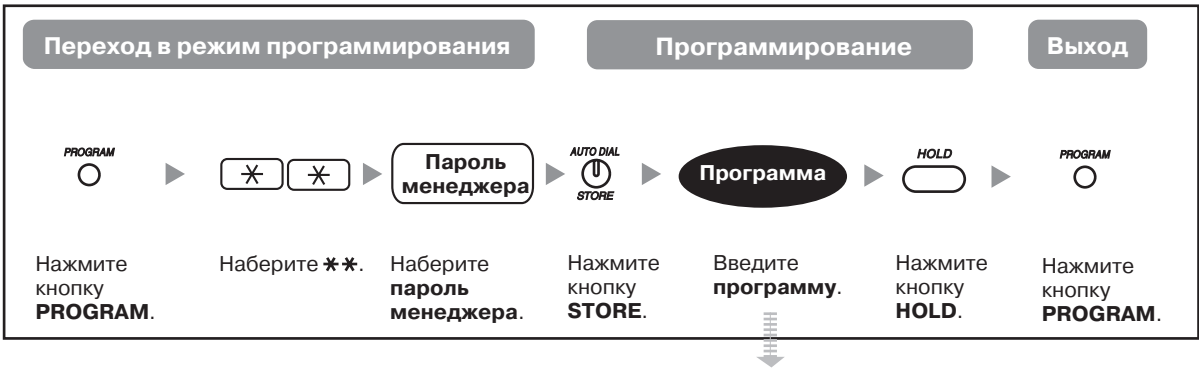 Переход в режим программирования
Программирование
Выход
PROGRAM
* *
Пароль
менеджера
AUTO DIAL
STORE
Программа
HOLD
PROGRAM
Нажмите
кнопку
PROGRAM.
Наберите **.
Наберите
пароль
менеджера.
Нажмите
кнопку
STORE.
Введите
программу.
Нажмите
кнопку
HOLD.
Нажмите
кнопку
PROGRAM.